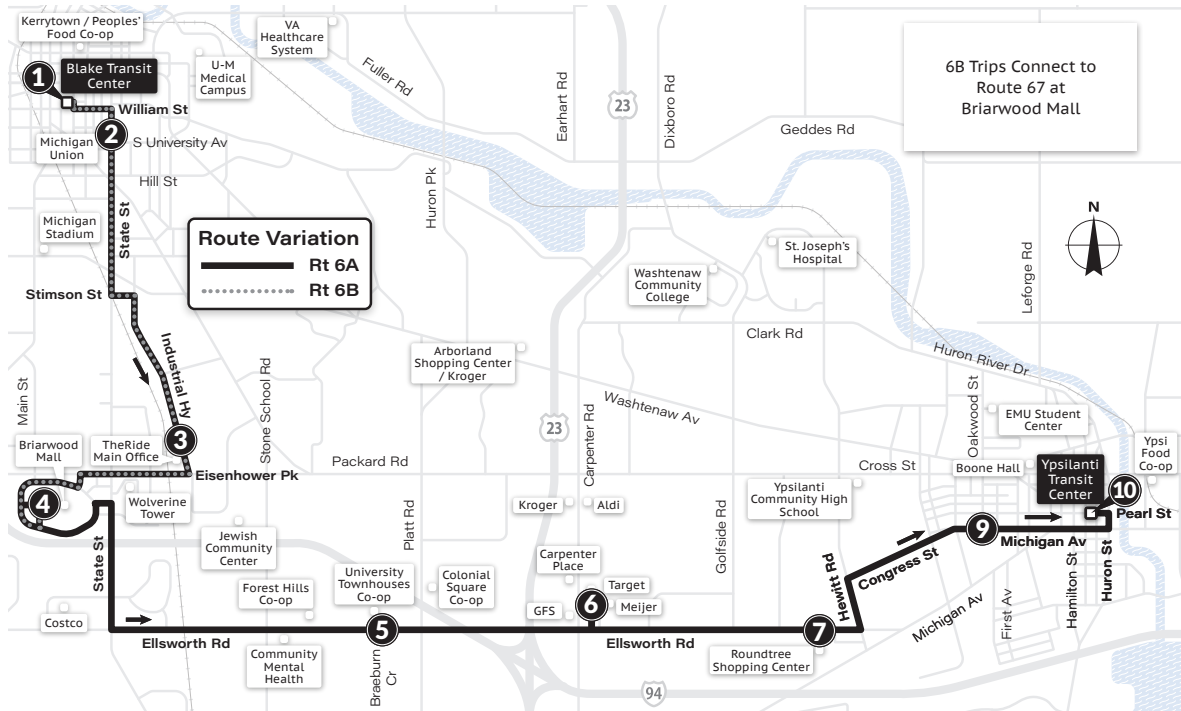 Kerrytown / Peoples'
Food Co-op
VA
Healthcare
System
U-M
Medical
Campus
Fuller Rd
Earhart Rd
23
Dixboro Rd
Geddes Rd
6B Trips Connect to
Route 67 at
Briarwood Mall
1
Blake Transit
Center
William St
2
Michigan
Union
S University Av
Hill St
Huron Pk
Michigan
Stadium
State St
Route Variation
Rt 6A
Rt 6B
N
St. Joseph's
Hospital
Washtenaw
Community
College
Leforge Rd
Stimson St
Industrial Hy
Clark Rd
Huron River Dr
Arborland
Shopping Center
/ Kroger
Main St
Stone School Rd
Washtenaw Av
23
Carpenter Rd
Oakwood St
EMU Student
Center
Briarwood
Mall
TheRide
Main Office
3
Eisenhower Pk
Packard Rd
Cross St
Boone Hall
Ypsilanti
Transit
Center
Ypsi
Food
Co-op
10
Pearl St
4
Wolverine
Tower
Kroger
Aldi
Ypsilanti
Community High
School
Platt Rd
Golfside Rd
9
Michigan Av
Jewish
Community
Center
State St
Carpenter
Place
Hewitt Rd
Congress St
Hamilton St
Huron St
Forest Hills
Co-op
University
Townhouses
Co-op
Colonial
Square
Co-op
Target
6
GFS
Meijer
Michigan Av
First Av
Costco
Ellsworth Rd
5
Ellsworth Rd
7
Community
Mental
Health
Braeburn
Cr
Roundtree
Shopping Center
94